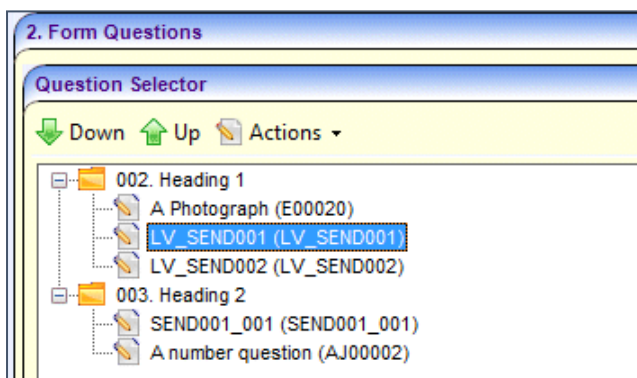 2. Form Questions
Question Selector
Down Up Actions
002. Heading 1
A Photograph (E00020)
LV_SEND001 (LV_SEND001)
LV_SEND002 (LV_SEND002)
003. Heading 2
SEND001_001 (SEND001_001)
A number question (AJ00002)